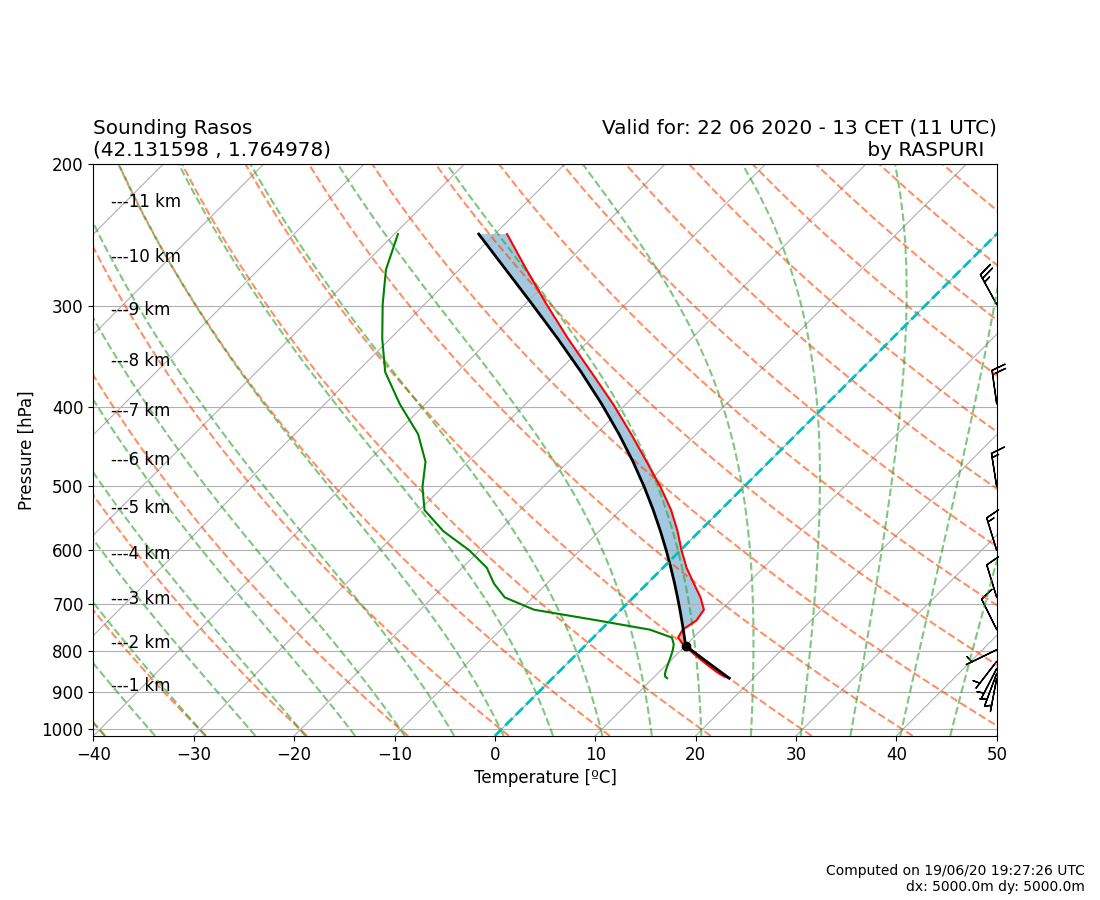 Sounding Rasos
(42.131598 , 1.764978)
Valid for: 22 06 2020 - 13 CET (11 UTC)
by RASPURI
200
300
400
500
600
700
800
900
1000
Pressure [hPa]
---11 km
---10 km
---9 km
---8 km
---7 km
---6 km
---5 km
---4 km
---3 km
---2 km
---1 km
−40
−30
−20
−10
0
10
20
30
40
50
Temperature [ºC]
Computed on 19/06/20 19:27:26 UTC
dx: 5000.0m dy: 5000.0m